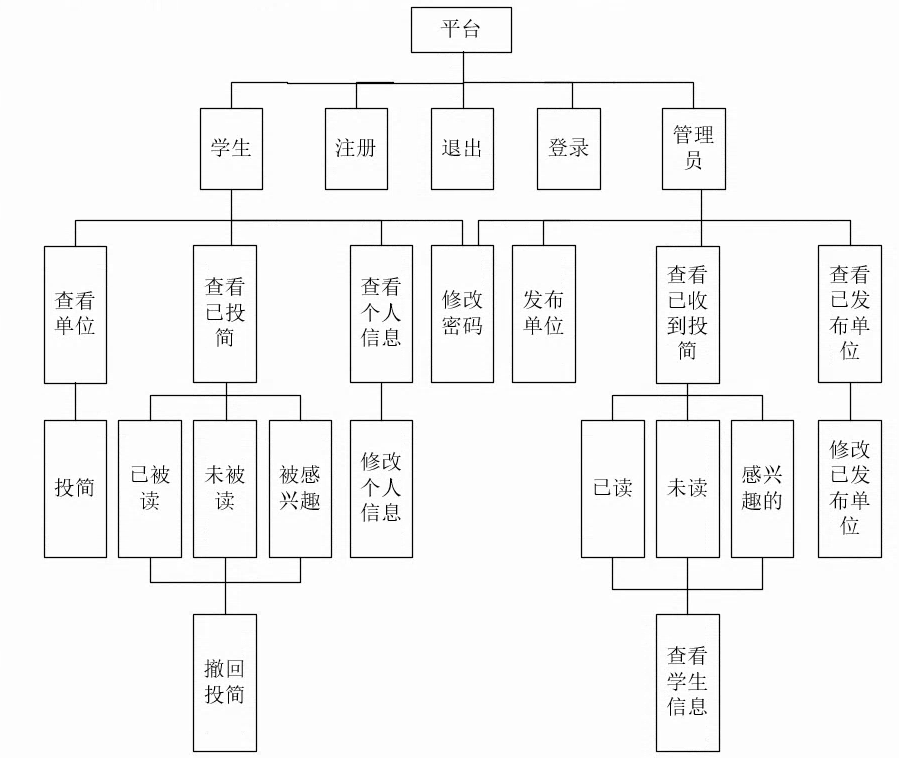 平台
学生
注册
退出
登录
管理
员
查看
单位
查看
已投
简
查看
个人
信息
修改
密码
发布
单位
查看
已收
到投
简
查看
已发
布单
位
投简
已被
读
未被
读
被感
兴趣
修改
个人
信息
已读
未读
感兴
趣的
修改
已发
布单
位
撤回
投简
查看
学生
信息